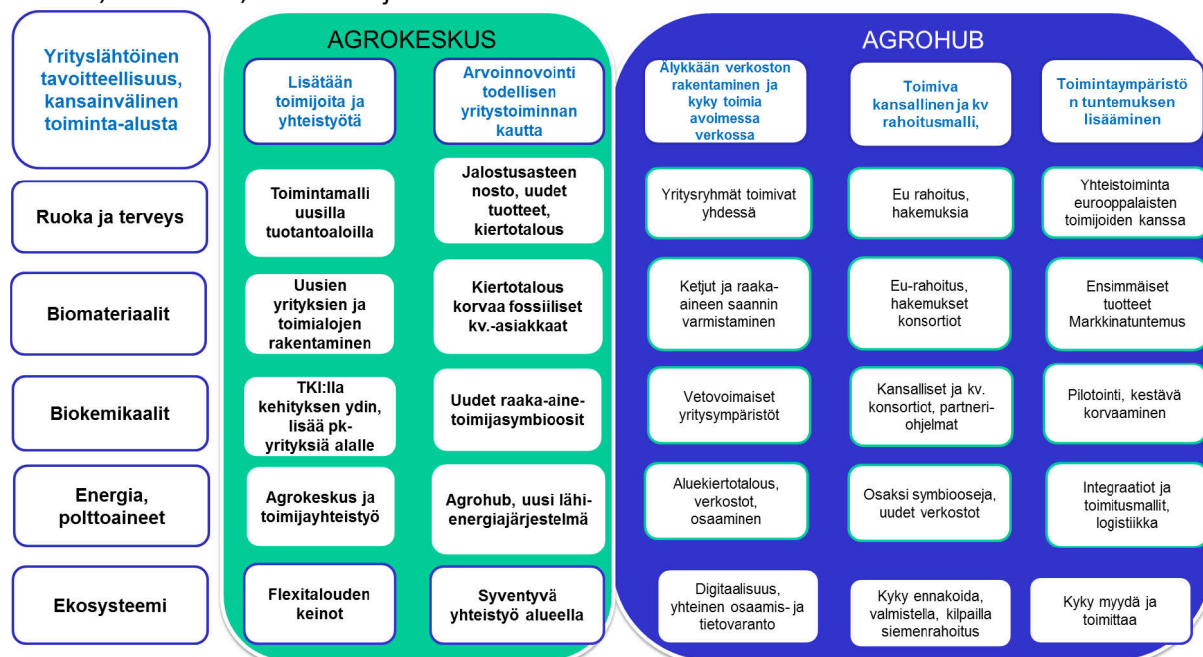 AGROKESKUS
AGROHUB
Yrityslähtöinen
tavoitteellisuus,
kansainvälinen
toiminta-alusta
Lisätään
toimijoita ja
yhteistyötä
Arvoinnovointi
todellisen
yritystoiminnan
kautta
Älykkään verkoston
rakentaminen ja
kyky toimia
avoimessa
verkossa
Toimiva
kansallinen ja kv
rahoitusmalli,
Toimintaympäristö
n tuntemuksen
lisääminen
Ruoka ja terveys
Toimintamalli
uusilla
tuotantoaloilla
Jalostusasteen
nosto, uudet
tuotteet,
kiertotalous
Yritysryhmät toimivat
yhdessä
Eu rahoitus,
hakemuksia
Yhteistoiminta
eurooppalaisten
toimijoiden kanssa
Biomateriaalit
Uusien
yrityksien ja
toimialojen
rakentaminen
Kiertotalous
korvaa fossiiliset
kv.-asiakkaat
Ketjut ja raaka-
aineen saannin
varmistaminen
Eu-rahoitus,
hakemukset
konsortiot
Ensimmäiset
tuotteet
Markkinatuntemus
Biokemikaalit
TKI:lla
kehityksen ydin,
lisää pk-
yrityksiä alalle
Uudet raaka-aine-
toimijasymbioosit
Vetovoimaiset
yritysympäristöt
Kansalliset ja kv.
konsortiot, partneri-
ohjelmat
Pilotointi, kestävä
korvaaminen
Energia,
polttoaineet
Agrokeskus ja
toimijayhteistyö
Agrohub, uusi lähi-
energiajärjestelmä
Aluekiertotalous,
verkostot,
osaaminen
Osaksi symbiooseja,
uudet verkostot
Integraatiot ja
toimitusmallit,
logistiikka
Ekosysteemi
Flexitalouden
keinot
Syventyvä
yhteistyö alueella
Digitaalisuus,
yhteinen osaamis- ja
tietovaranto
Kyky ennakoida,
valmistella, kilpailla
siemenrahoitus
Kyky myydä ja
toimittaa